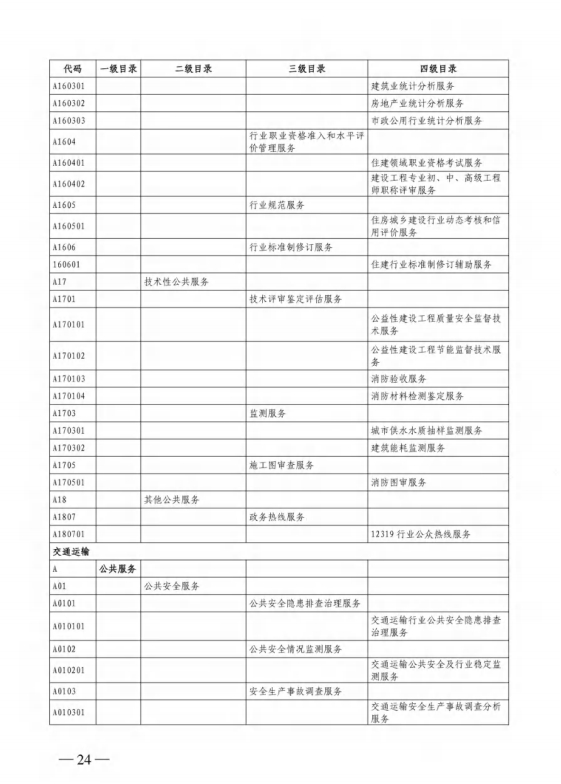 代码 一级目录 二级目录 三级目录 四级目录
A160301 建筑业统计分析服务
A160302 房地产业统计分析服务
A160303 市政公用行业统计分析服务
A1604 行业职业资格准入和水平评
价管理服务
A160401 住建领域职业资格考试服务
A160402 建设工程专业初、中、高级工程
师职称评审服务
A1605 行业规范服务
A160501 住房城乡建设行业动态考核和信
用评价服务
A1606 行业标准制修订服务
160601 住建行业标准制修订辅助服务
A17 技术性公共服务
A1701 技术评审鉴定评估服务
A170101 公益性建设工程质量安全监督技
术服务
A170102 公益性建设工程节能监督技术服
务
A170103 消防验收服务
A170104 消防材料检测鉴定服务
A1703 监测服务
A170301 城市供水水质抽样监测服务
A170302 建筑能耗监测服务
A1705 施工图审查服务
A170501 消防图审服务
A18 其他公共服务
A1807 政务热线服务
A180701 12319 行业公众热线服务
交通运输
A 公共服务
A01 公共安全服务
A0101 公共安全隐患排查治理服务
A010101 交通运输行业公共安全隐患排查
治理服务
A0102 公共安全情况监测服务
A010201 交通运输公共安全及行业稳定监
测服务
A0103 安全生产事故调查服务
A010301 交通运输安全生产事故调查分析
服务
— 24 —